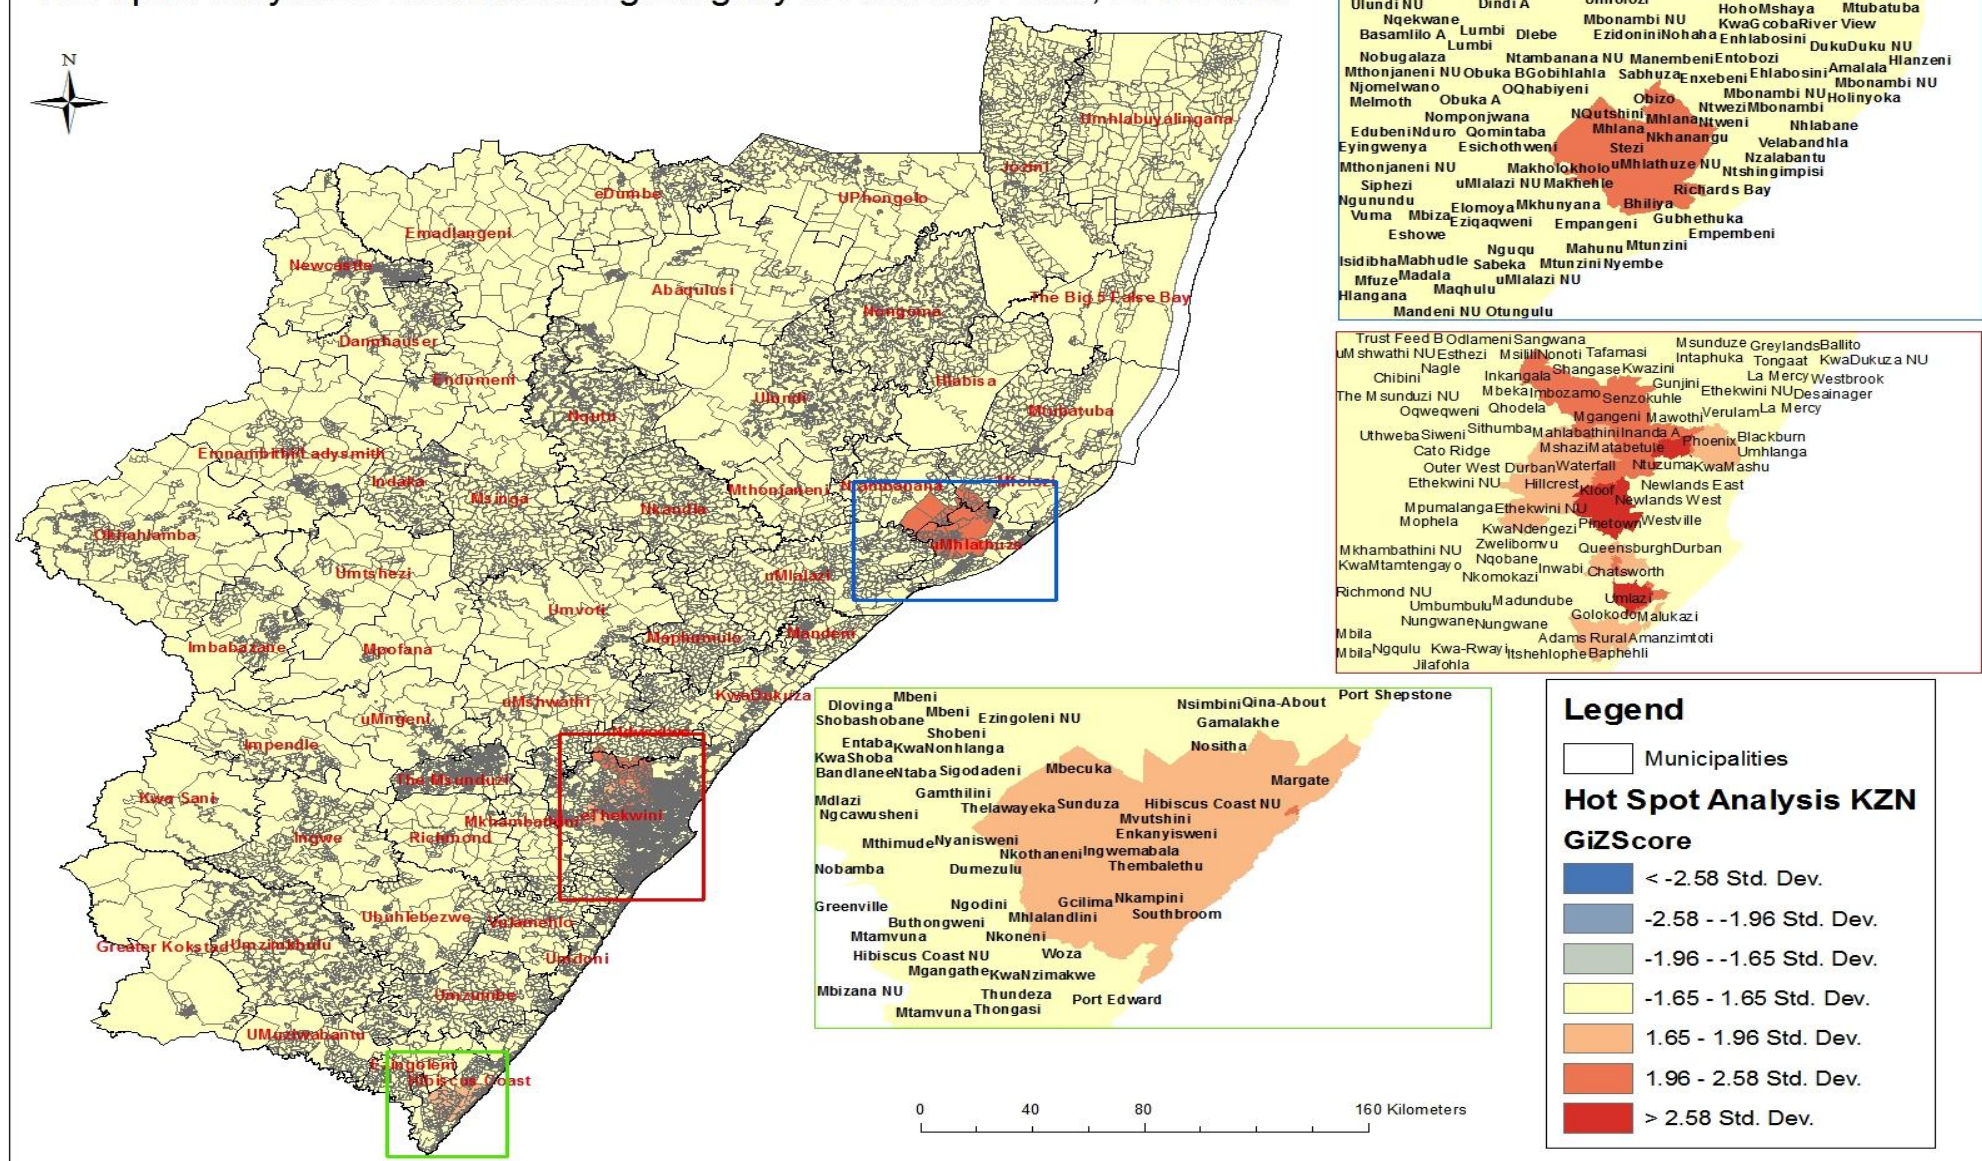 N
Umhlabuyalingana
Jozini
eDumbe
UPhongolo
Emadlangeni
Newcastle
Abaqulusi
The Big 5 False Bay
Nongoma
Dannhauser
Endumeni
Hlabisa
Ulundi
Nqutu
Mtubatuba
Emnambithi/Ladysmith
Indaka
Msinga
Mthonjaneni
Ntambanana
Mfolozi
Nkandla
Okhahlamba
uMhlathuze
Umtshezi
uMlalazi
Umvoti
Maphumulo
Mandeni
Imbabazane
Mpofana
uMshwathi
KwaDukuza
uMngeni
Ndwedwe
Impendle
The Msunduzi
Kwa Sani
Mkhambathini
eThekwini
Ingwe
Richmond
Ubuhlebezwe
Vulamehlo
Greater Kokstad
Umzimkhulu
Umdoni
Umzumbe
UMuziwabantu
Ezingoleni
Hibiscus Coast
Ulundi NU
Dindi A
HohoMshaya
Mtubatuba
Nqekwane
Mbonambi NU
KwaGcobaRiver View
Basamlilo A
Lumbi
Dlebe
EzidoniniNohaha
Enhlabosini
Lumbi
DukuDuku NU
Nobugalaza
Ntambanana NU
Manembeni
Entobozi
Hlanzeni
Mthonjaneni NU
Obuka B
Gobihlahla
Sabhuza
Enxebeni
Ehlabosini
Amalala
Mbonambi NU
Njomelwano
OQhabiyeni
Mbonambi NU
Holinyoka
Melmoth
Obuka A
Obizo
Ntwezi
Mbonambi
Nomponjwana
NQutshini
Mhlana
Ntweni
Nhlabane
Edubeni
Nduro
Qomintaba
Mhlana
Nkhanangu
Velabandhla
Eyingwenya
Esichothweni
Stezi
Nzalabantu
Mthonjaneni NU
Makholokholo
uMhlathuze NU
Ntshingimpisi
Siphezi
uMlalazi NU
Makhehle
Richards Bay
Ngunundu
Elomoya
Mkhunyana
Bhiliya
Vuma
Mbiza
Eziqaqweni
Empangeni
Gubhethuka
Eshowe
Empembeni
Nguqu
Mahunu
Mtunzini
Isidibha
Mabhudle
Sabeka
Mtunzini
Nyembe
Mfuze
Madala
uMlalazi NU
Hlangana
Maqhulu
Mandeni NU
Otungulu
Trust Feed B
Odlameni
Sangwana
Msunduze
Greylands
Ballito
uMshwathi NU
Esthezi
Msilili
Nonoti
Tafamasi
Intaphuka
Tongaat
KwaDukuza NU
Nagle
Shangase
Kwazini
Chibini
Inkangala
Gunjini
La Mercy
Westbrook
The Msunduzi NU
Mbeka
Imbozamo
Senzokuhle
Ethekwini NU
Desainager
Oqweqweni
Qhodela
Mgangeni
Mawothi
Verulam
La Mercy
Uthweba
Siweni
Sithumba
Mahlabathini
Inanda A
Phoenix
Blackburn
Cato Ridge
Mshazi
Matabetule
Umhlanga
Outer West Durban
Waterfall
Ntuzuma
KwaMashu
Ethekwini NU
Hillcrest
Kloof
Newlands East
Newlands West
Mpumalanga
Ethekwini NU
Mophela
Pinetown
Westville
KwaNdengezi
Mkhambathini NU
Zwelibomvu
Queensburgh
Durban
KwaMtamtengayo
Nqobane
Inwabi
Chatsworth
Nkomokazi
Richmond NU
Umbumbulu
Madundube
Umlazi
Nungwane
Nungwane
Golokodo
Malukazi
Mbila
Adams Rural
Amanzimtoti
Mbila
Ngqulu
Kwa-Rwayi
Itshehlophe
Baphehli
Jilafohla
Mbeni
Nsimbini
Qina-About
Port Shepstone
Dlovinga
Mbeni
Ezingoleni NU
Gamalakhe
Shobashobane
Shobeni
Entaba
KwaNonhlanga
Nositha
KwaShoba
Bandlanee
Ntaba
Sigodadeni
Mbecuka
Margate
Mdlazi
Gamthilini
Thelawayeka
Sunduza
Hibiscus Coast NU
Ngcawusheni
Mvutshini
Enkanyisweni
Mthimude
Nyanisweni
Nkothaneni
Ingwemabala
Nobamba
Dumezulu
Thembalethu
Greenville
Ngodini
Gcilima
Nkampini
Buthongweni
Mhlalandlini
Southbroom
Mtamvuna
Nkoneni
Hibiscus Coast NU
Woza
Mgangathe
KwaNzimakwe
Mbizana NU
Thundeza
Port Edward
Mtamvuna
Thongasi
0 40 80 160 Kilometers
Legend
Municipalities
Hot Spot Analysis KZN
GiZScore
< -2.58 Std. Dev.
-2.58 - -1.96 Std. Dev.
-1.96 - -1.65 Std. Dev.
-1.65 - 1.65 Std. Dev.
1.65 - 1.96 Std. Dev.
1.96 - 2.58 Std. Dev.
> 2.58 Std. Dev.